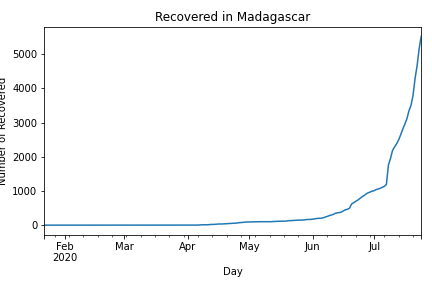 Recovered in Madagascar
Number of Recovered
5000
4000
3000
2000
1000
0
Feb Mar Apr May Jun Jul
2020
Day